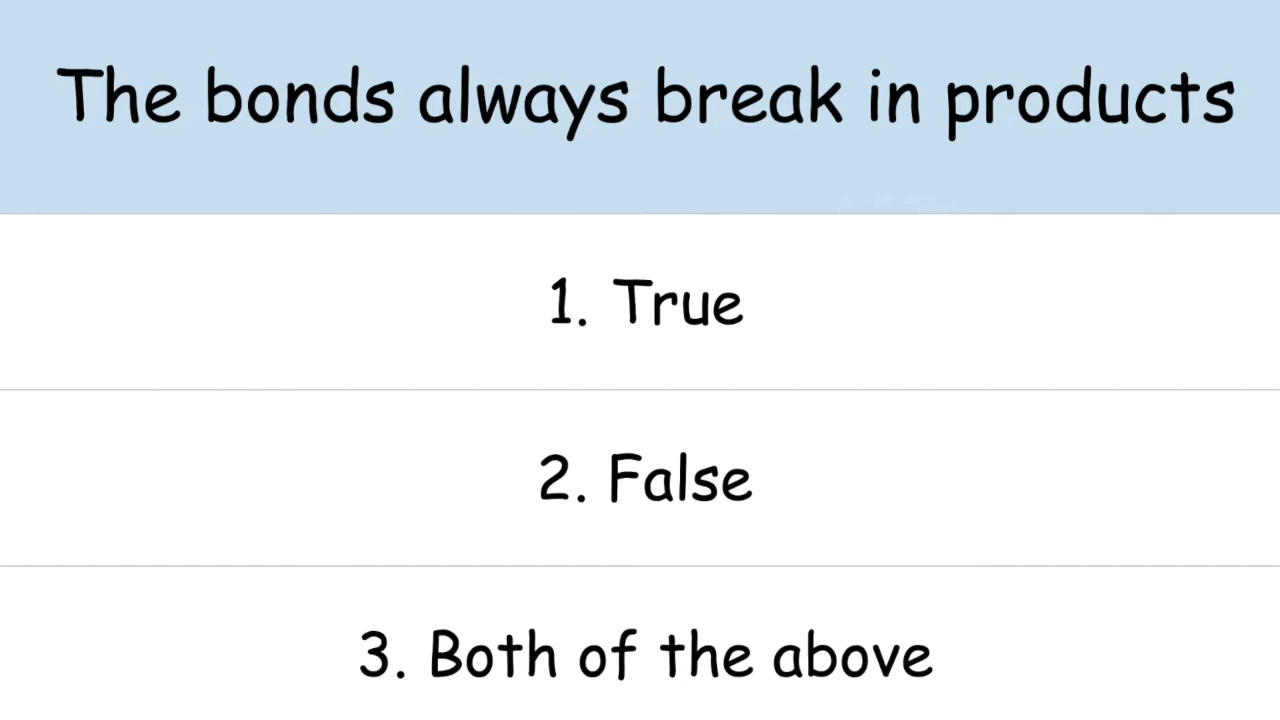 The bonds always break in products
1. True
2. False
3. Both of the above